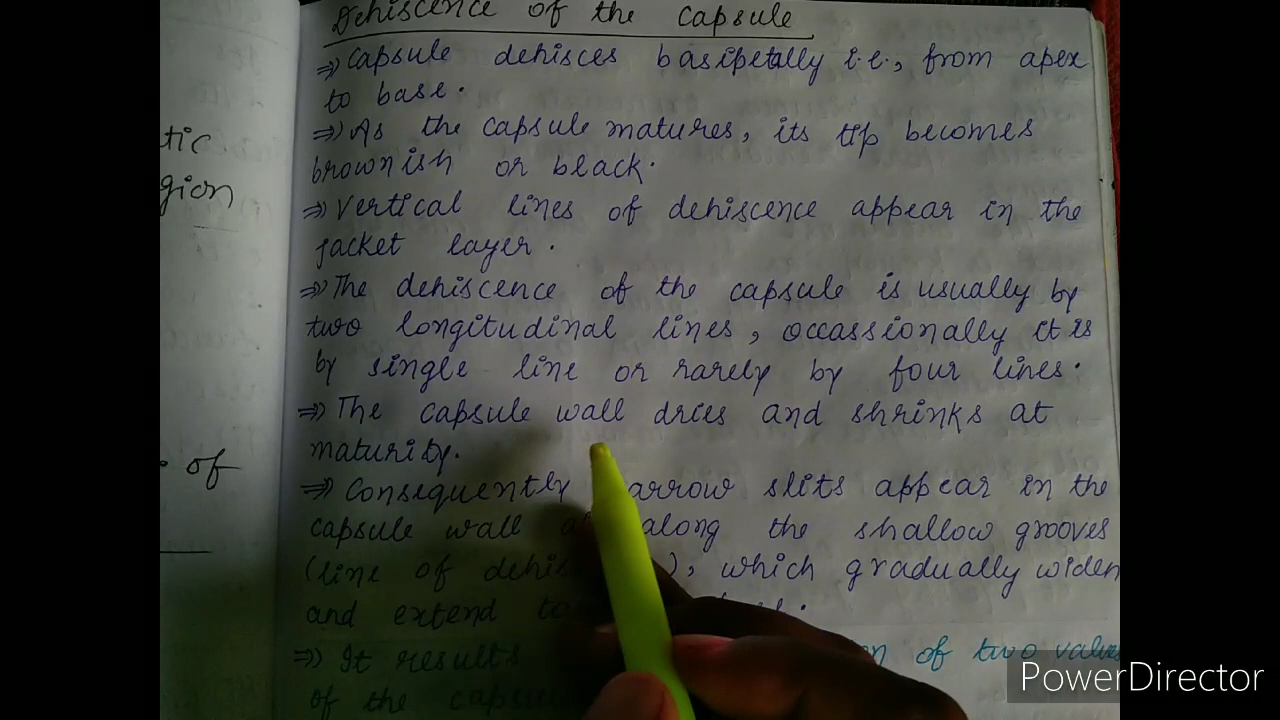 Dehiscence of the capsule
⇒) Capsule dehisces basipetally i.e., from apex
to base.
⇒) As the capsule matures, its tip becomes
brownish or black.
⇒) Vertical lines of dehiscence appear in the
jacket layer.
⇒) The dehiscence of the capsule is usually by
two longitudinal lines, occassionally it is
by single line or rarely by four lines.
⇒) The capsule wall dries and shrinks at
maturity.
⇒) Consequently arrow slits appear in the
capsule wall along the shallow grooves
(line of dehis ), which gradually widen
and extend to
⇒) It results of two valves
of the capsule
tic
gion
of
PowerDirector